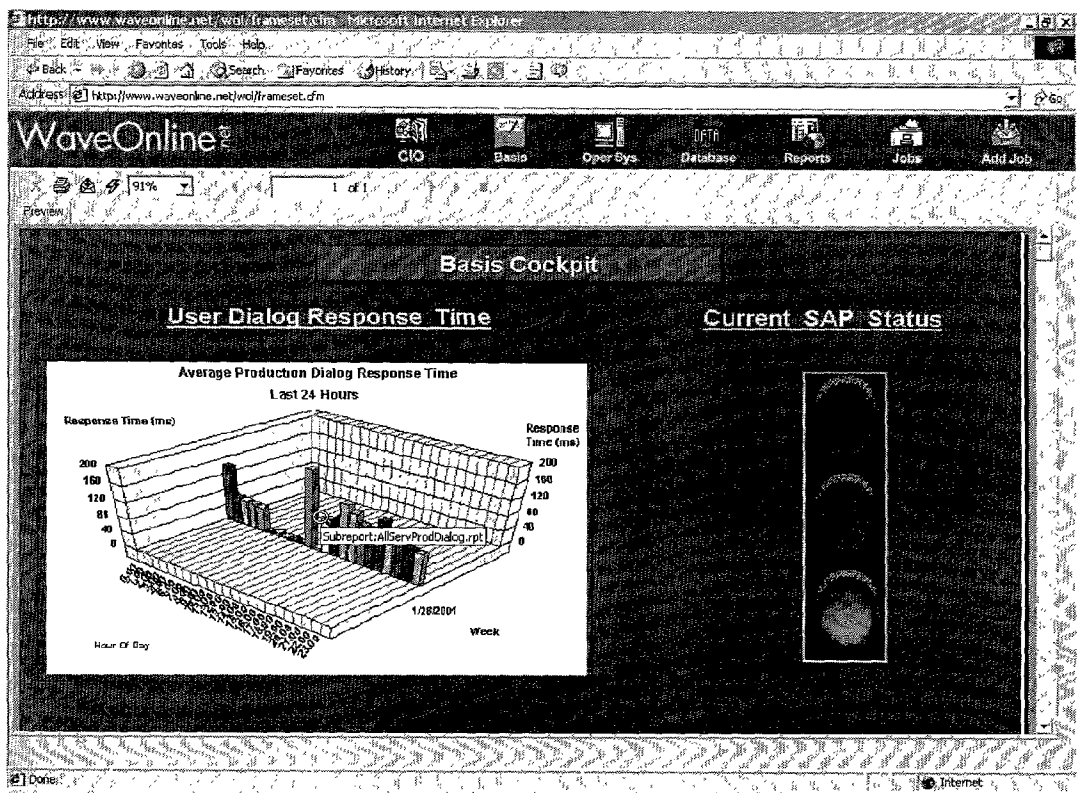 http://www.waveonline.net/wol/frameset.cfm - Microsoft Internet Explorer
File Edit View Favorites Tools Help
Back Search Favorites History
Address http://www.waveonline.net/wol/frameset.cfm Go
WaveOnline.net
CIO Basis Oper Sys. Database Reports Jobs Add Job
91% 1 of 1
Preview
Basis Cockpit
User Dialog Response Time
Current SAP Status
Average Production Dialog Response Time
Last 24 Hours
Response Time (ms)
Response Time (ms)
200
160
120
80
40
0
200
160
120
80
40
0
Subreport:AllServProdDialog.rpt
1/28/2001
Week
Hour Of Day
Done
Internet